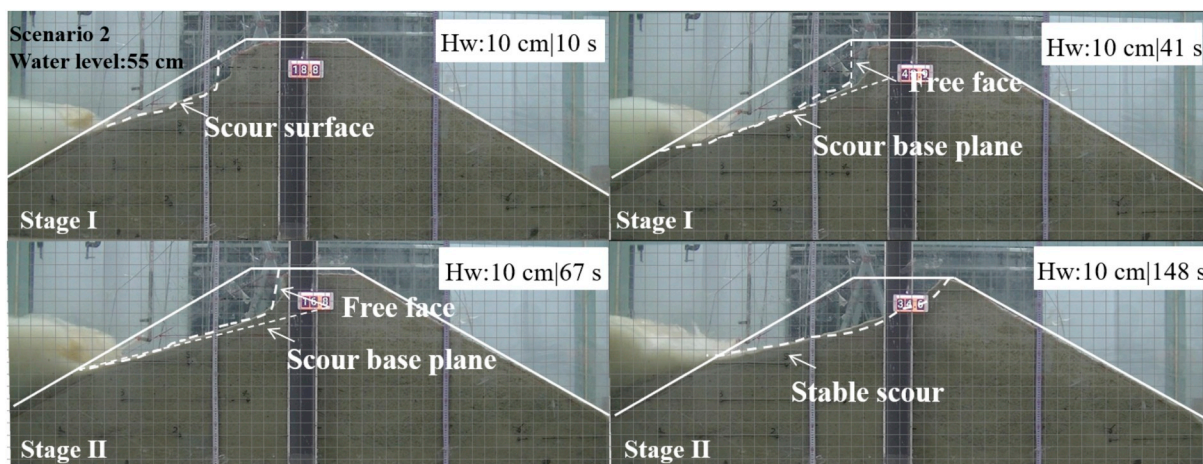 Scenario 2
Water level:55 cm
Hw:10 cm|10 s
Scour surface
Stage I
Hw:10 cm|41 s
Free face
Scour base plane
Stage I
Hw:10 cm|67 s
Free face
Scour base plane
Stage II
Hw:10 cm|148 s
Stable scour
Stage II